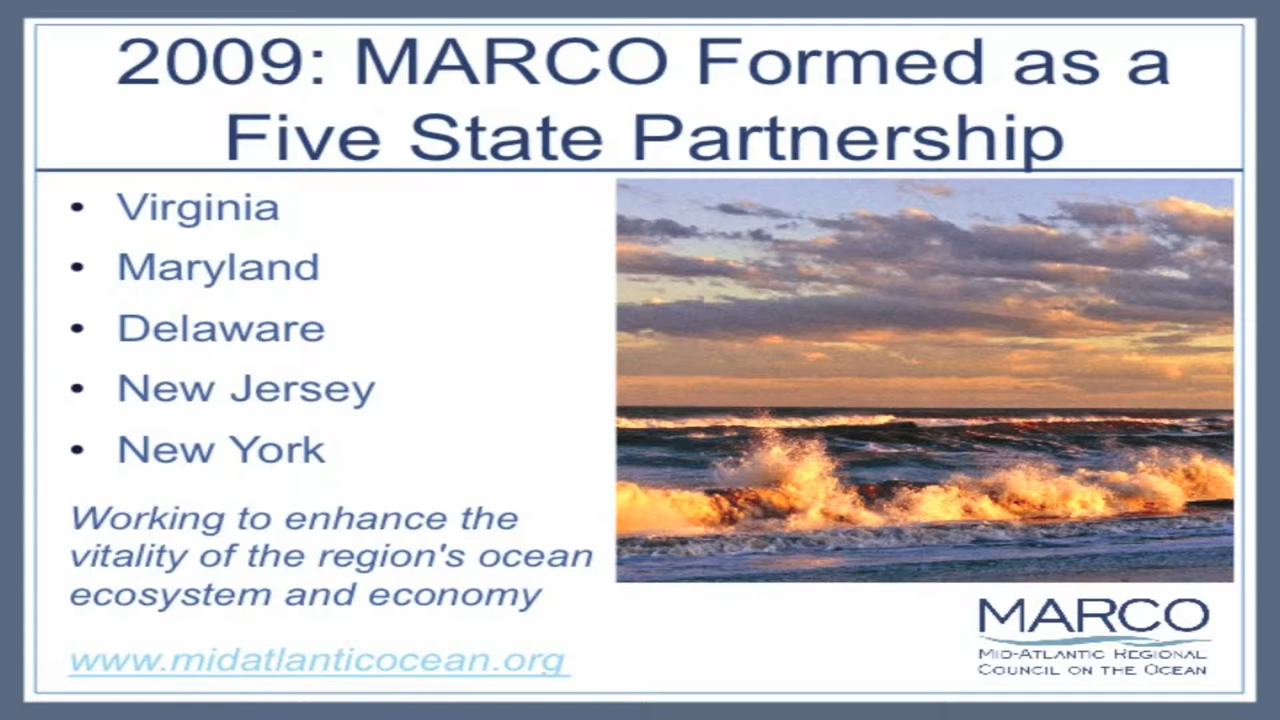 2009: MARCO Formed as a
Five State Partnership
• Virginia
• Maryland
• Delaware
• New Jersey
• New York
Working to enhance the
vitality of the region's ocean
ecosystem and economy
www.midatlanticocean.org
MARCO
MID-ATLANTIC REGIONAL
COUNCIL ON THE OCEAN